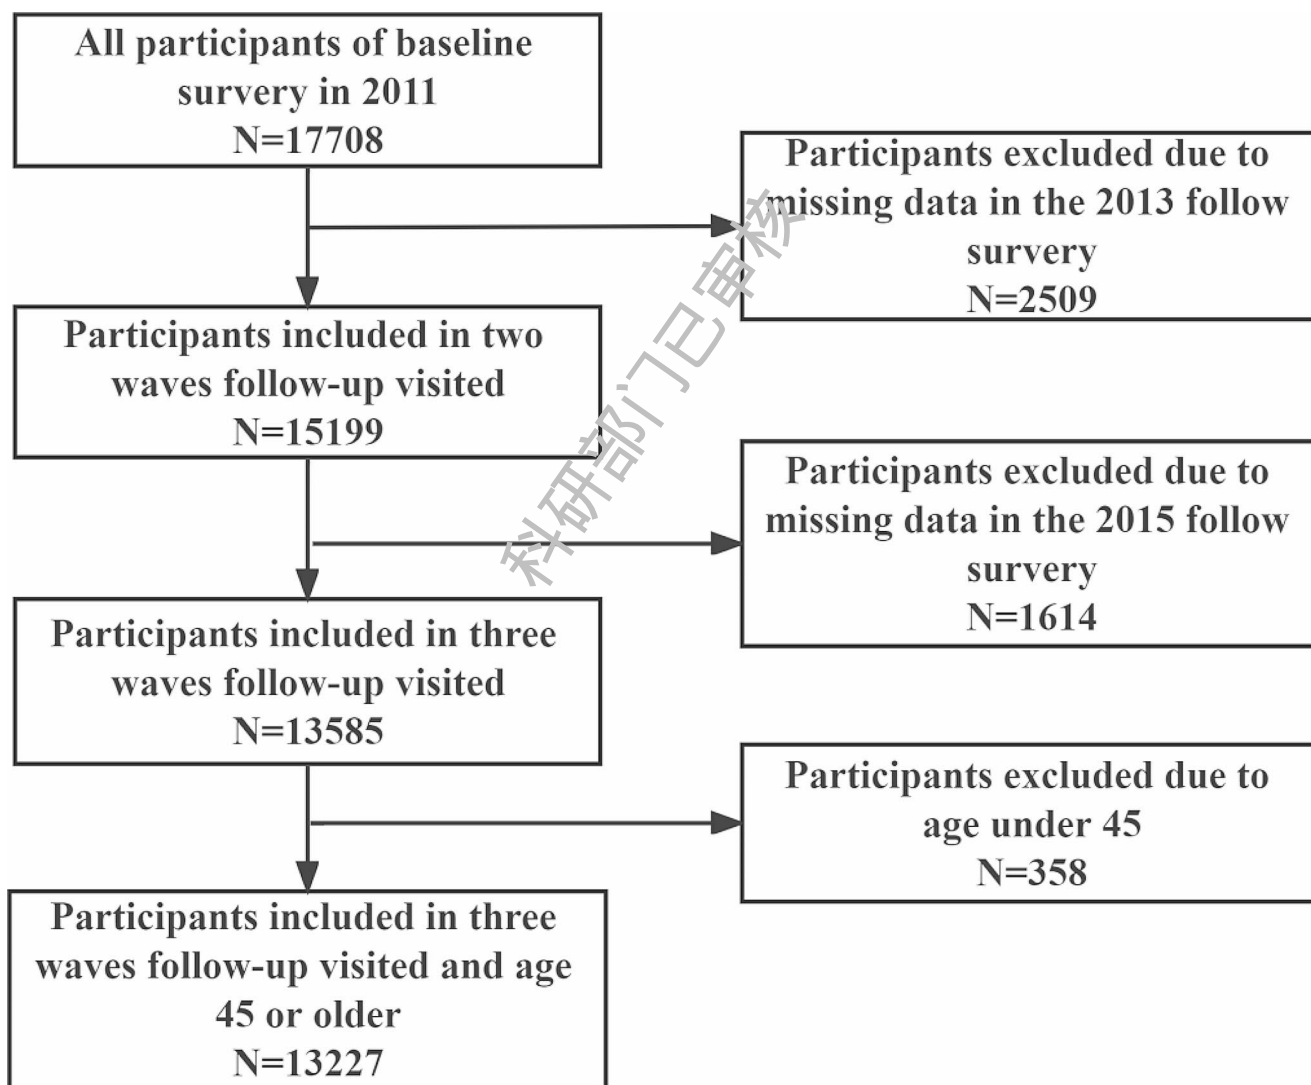 All participants of baseline
survery in 2011
N=17708
Participants excluded due to
missing data in the 2013 follow
survery
N=2509
Participants included in two
waves follow-up visited
N=15199
Participants excluded due to
missing data in the 2015 follow
survery
N=1614
Participants included in three
waves follow-up visited
N=13585
Participants excluded due to
age under 45
N=358
Participants included in three
waves follow-up visited and age
45 or older
N=13227
科研部门已审核